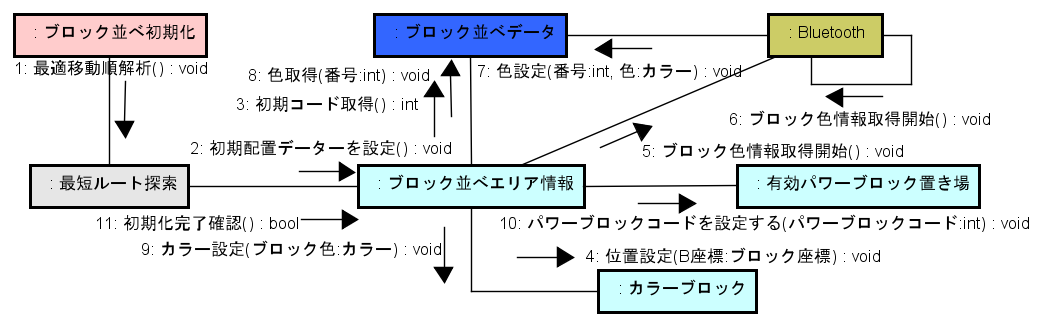 : ブロック並べ初期化
: ブロック並べデータ
: Bluetooth
1: 最適移動順解析() : void
8: 色取得(番号:int) : void
7: 色設定(番号:int, 色:カラー) : void
3: 初期コード取得() : int
6: ブロック色情報取得開始() : void
2: 初期配置データーを設定() : void
5: ブロック色情報取得開始() : void
: 最短ルート探索
: ブロック並べエリア情報
: 有効パワーブロック置き場
11: 初期化完了確認() : bool
10: パワーブロックコードを設定する(パワーブロックコード:int) : void
9: カラー設定(ブロック色:カラー) : void
4: 位置設定(B座標:ブロック座標) : void
: カラーブロック